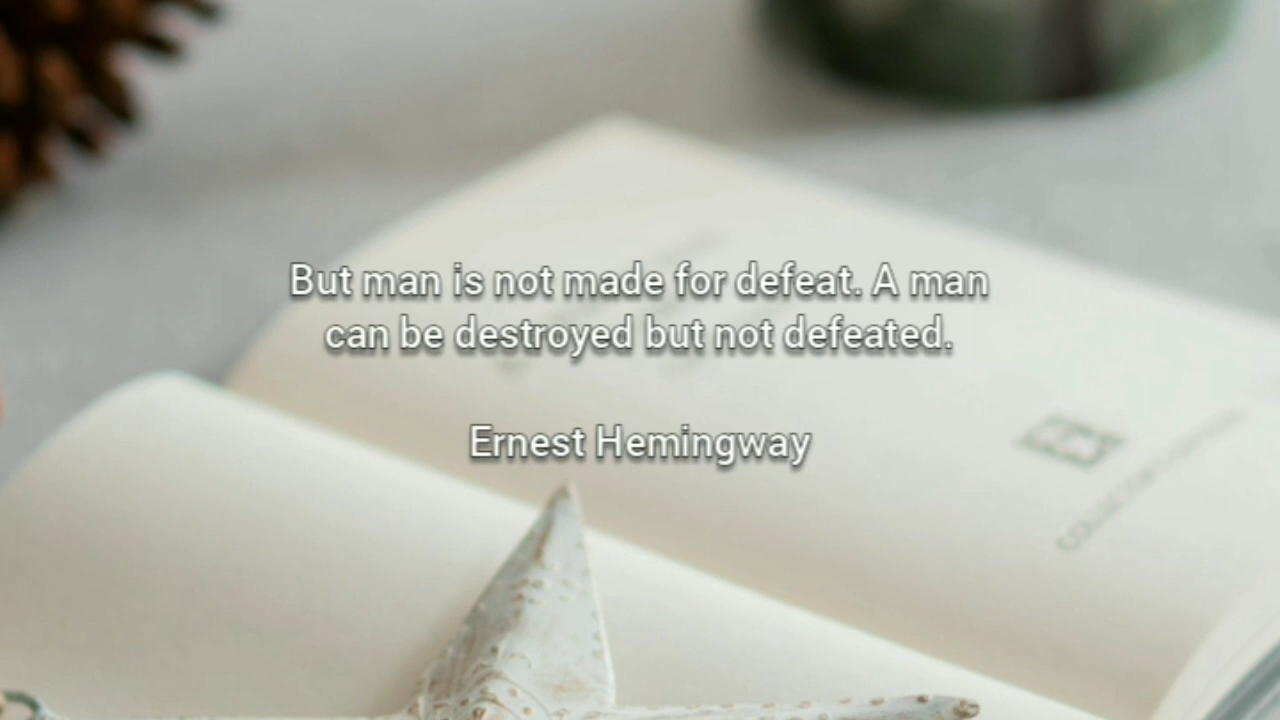 But man is not made for defeat. A man
can be destroyed but not defeated.
Ernest Hemingway